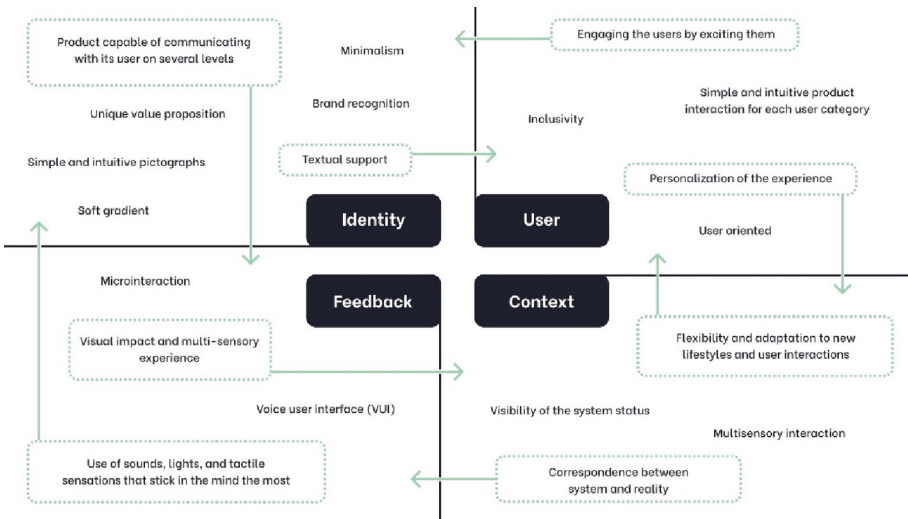 Product capable of communicating
with its user on several levels
Minimalism
Brand recognition
Unique value proposition
Textual support
Simple and intuitive pictographs
Soft gradient
Identity
Engaging the users by exciting them
Simple and intuitive product
interaction for each user category
Inclusivity
Personalization of the experience
User oriented
User
Microinteraction
Feedback
Visual impact and multi-sensory
experience
Voice user interface (VUI)
Use of sounds, lights, and tactile
sensations that stick in the mind the most
Context
Flexibility and adaptation to new
lifestyles and user interactions
Visibility of the system status
Multisensory interaction
Correspondence between
system and reality